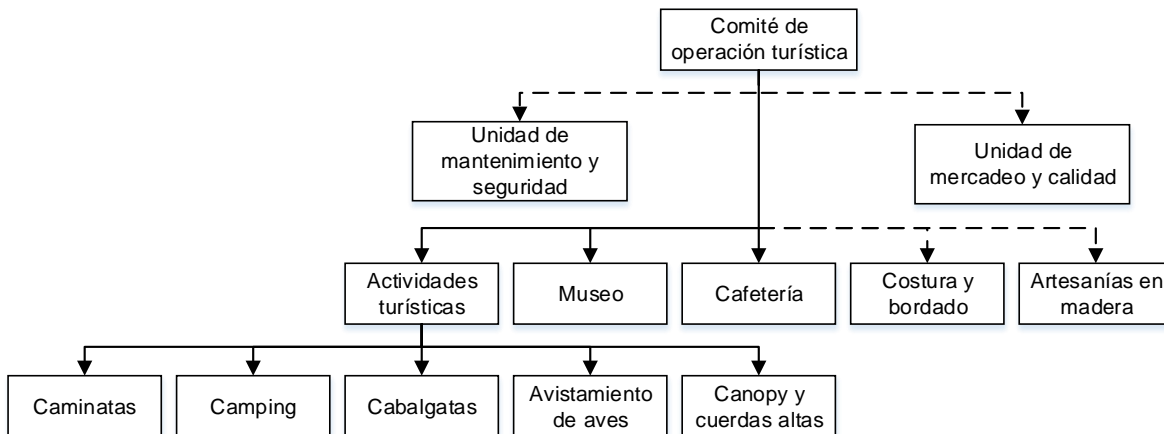 Comité de
operación turística
Unidad de
mantenimiento y
seguridad
Unidad de
mercadeo y calidad
Actividades
turísticas
Museo
Cafetería
Costura y
bordado
Artesanías en
madera
Caminatas
Camping
Cabalgatas
Avistamiento
de aves
Canopy y
cuerdas altas